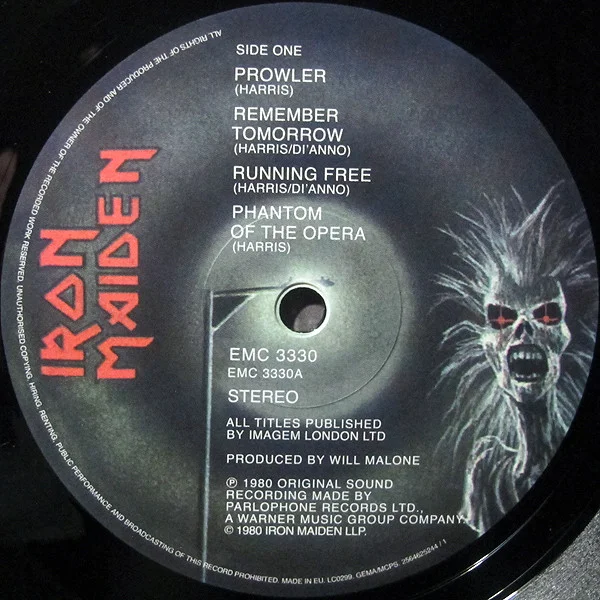 SIDE ONE
PROWLER
(HARRIS)
REMEMBER
TOMORROW
(HARRIS/DI'ANNO)
RUNNING FREE
(HARRIS/DI'ANNO)
PHANTOM
OF THE OPERA
(HARRIS)
IRON
MAIDEN
EMC 3330
EMC 3330A
STEREO
ALL TITLES PUBLISHED
BY IMAGEM LONDON LTD
PRODUCED BY WILL MALONE
℗ 1980 ORIGINAL SOUND
RECORDING MADE BY
PARLOPHONE RECORDS LTD.,
A WARNER MUSIC GROUP COMPANY.
© 1980 IRON MAIDEN LLP.
ALL RIGHTS OF THE PRODUCER AND OF THE OWNER OF THE RECORDED WORK RESERVED. UNAUTHORISED COPYING, HIRING, RENTING, PUBLIC PERFORMANCE AND BROADCASTING OF THIS RECORD PROHIBITED. MADE IN EU. LC0299. GEMA/MCPS. 2564625244 / 1